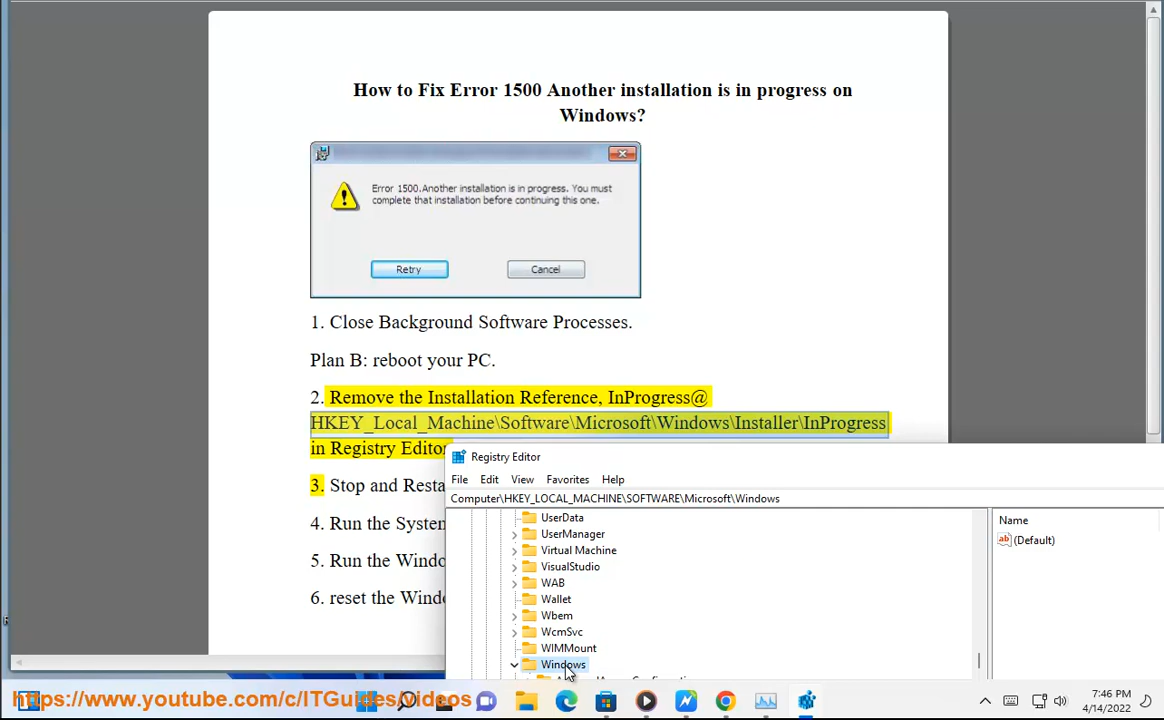 How to Fix Error 1500 Another installation is in progress on
Windows?
Error 1500.Another installation is in progress. You must
complete that installation before continuing this one.
Retry
Cancel
1. Close Background Software Processes.
Plan B: reboot your PC.
2. Remove the Installation Reference, InProgress@
HKEY_Local_Machine\Software\Microsoft\Windows\Installer\InProgress
in Registry Editor
3. Stop and Resta
4. Run the System
5. Run the Windo
6. reset the Windo
Registry Editor
File Edit View Favorites Help
Computer\HKEY_LOCAL_MACHINE\SOFTWARE\Microsoft\Windows
UserData
UserManager
Virtual Machine
VisualStudio
WAB
Wallet
Wbem
WcmSvc
WIMMount
Windows
Name
(Default)
https://www.youtube.com/c/ITGuides/videos
7:46 PM
4/14/2022